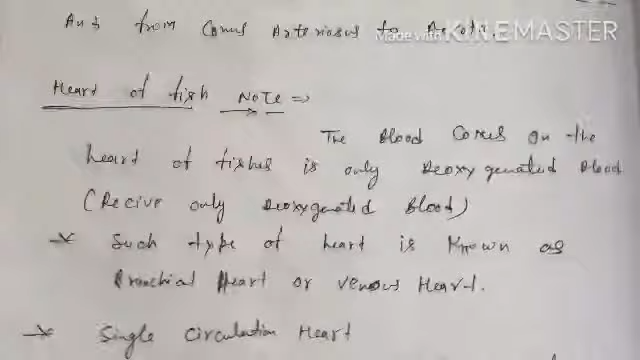 Ant from Conus Arteriosus to Aorta.
Made with KINEMASTER
Heart of fish NOTE ⇒
The Blood Comes on the
heart of fishes is only Deoxygenated Blood
(Recive only Deoxygenated Blood)
→ Such type of heart is known as
Branchial Heart or venous Heart.
→ Single circulation Heart